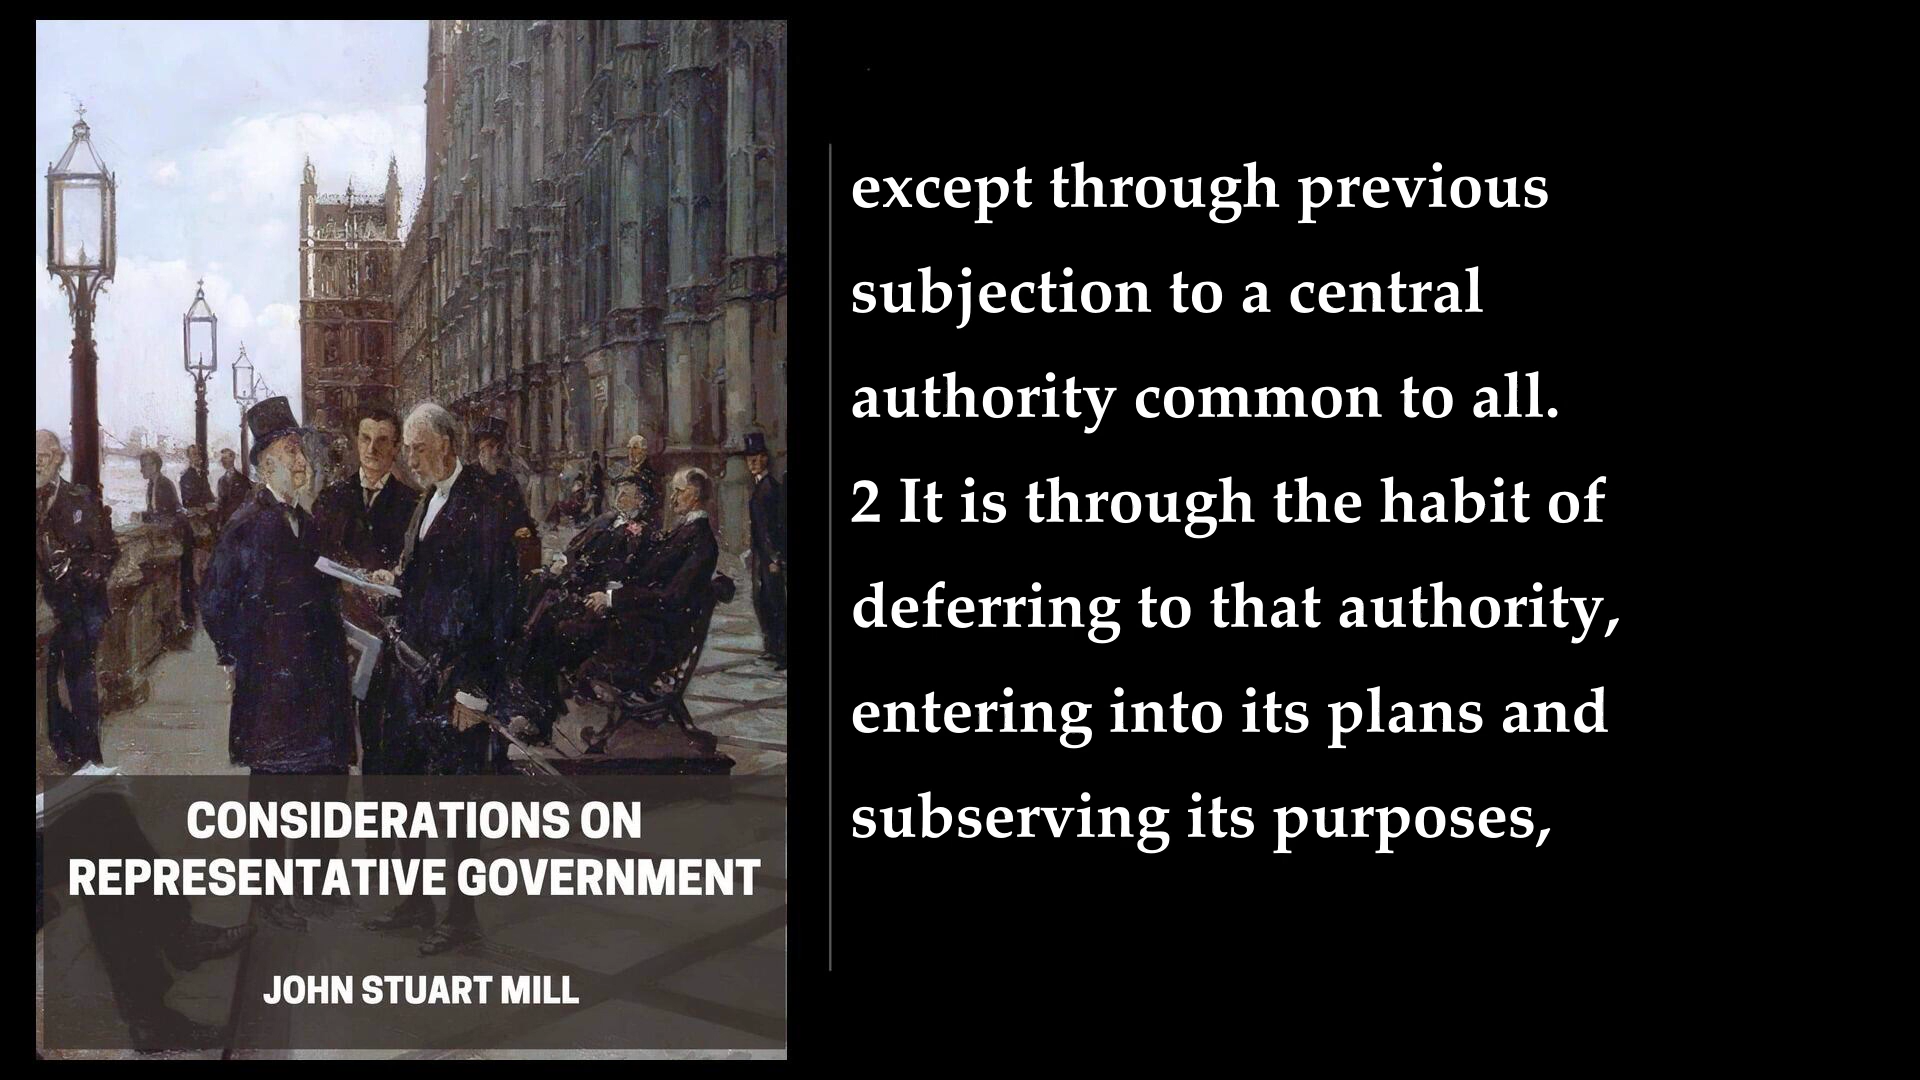 CONSIDERATIONS ON
REPRESENTATIVE GOVERNMENT
JOHN STUART MILL
except through previous
subjection to a central
authority common to all.
2 It is through the habit of
deferring to that authority,
entering into its plans and
subserving its purposes,